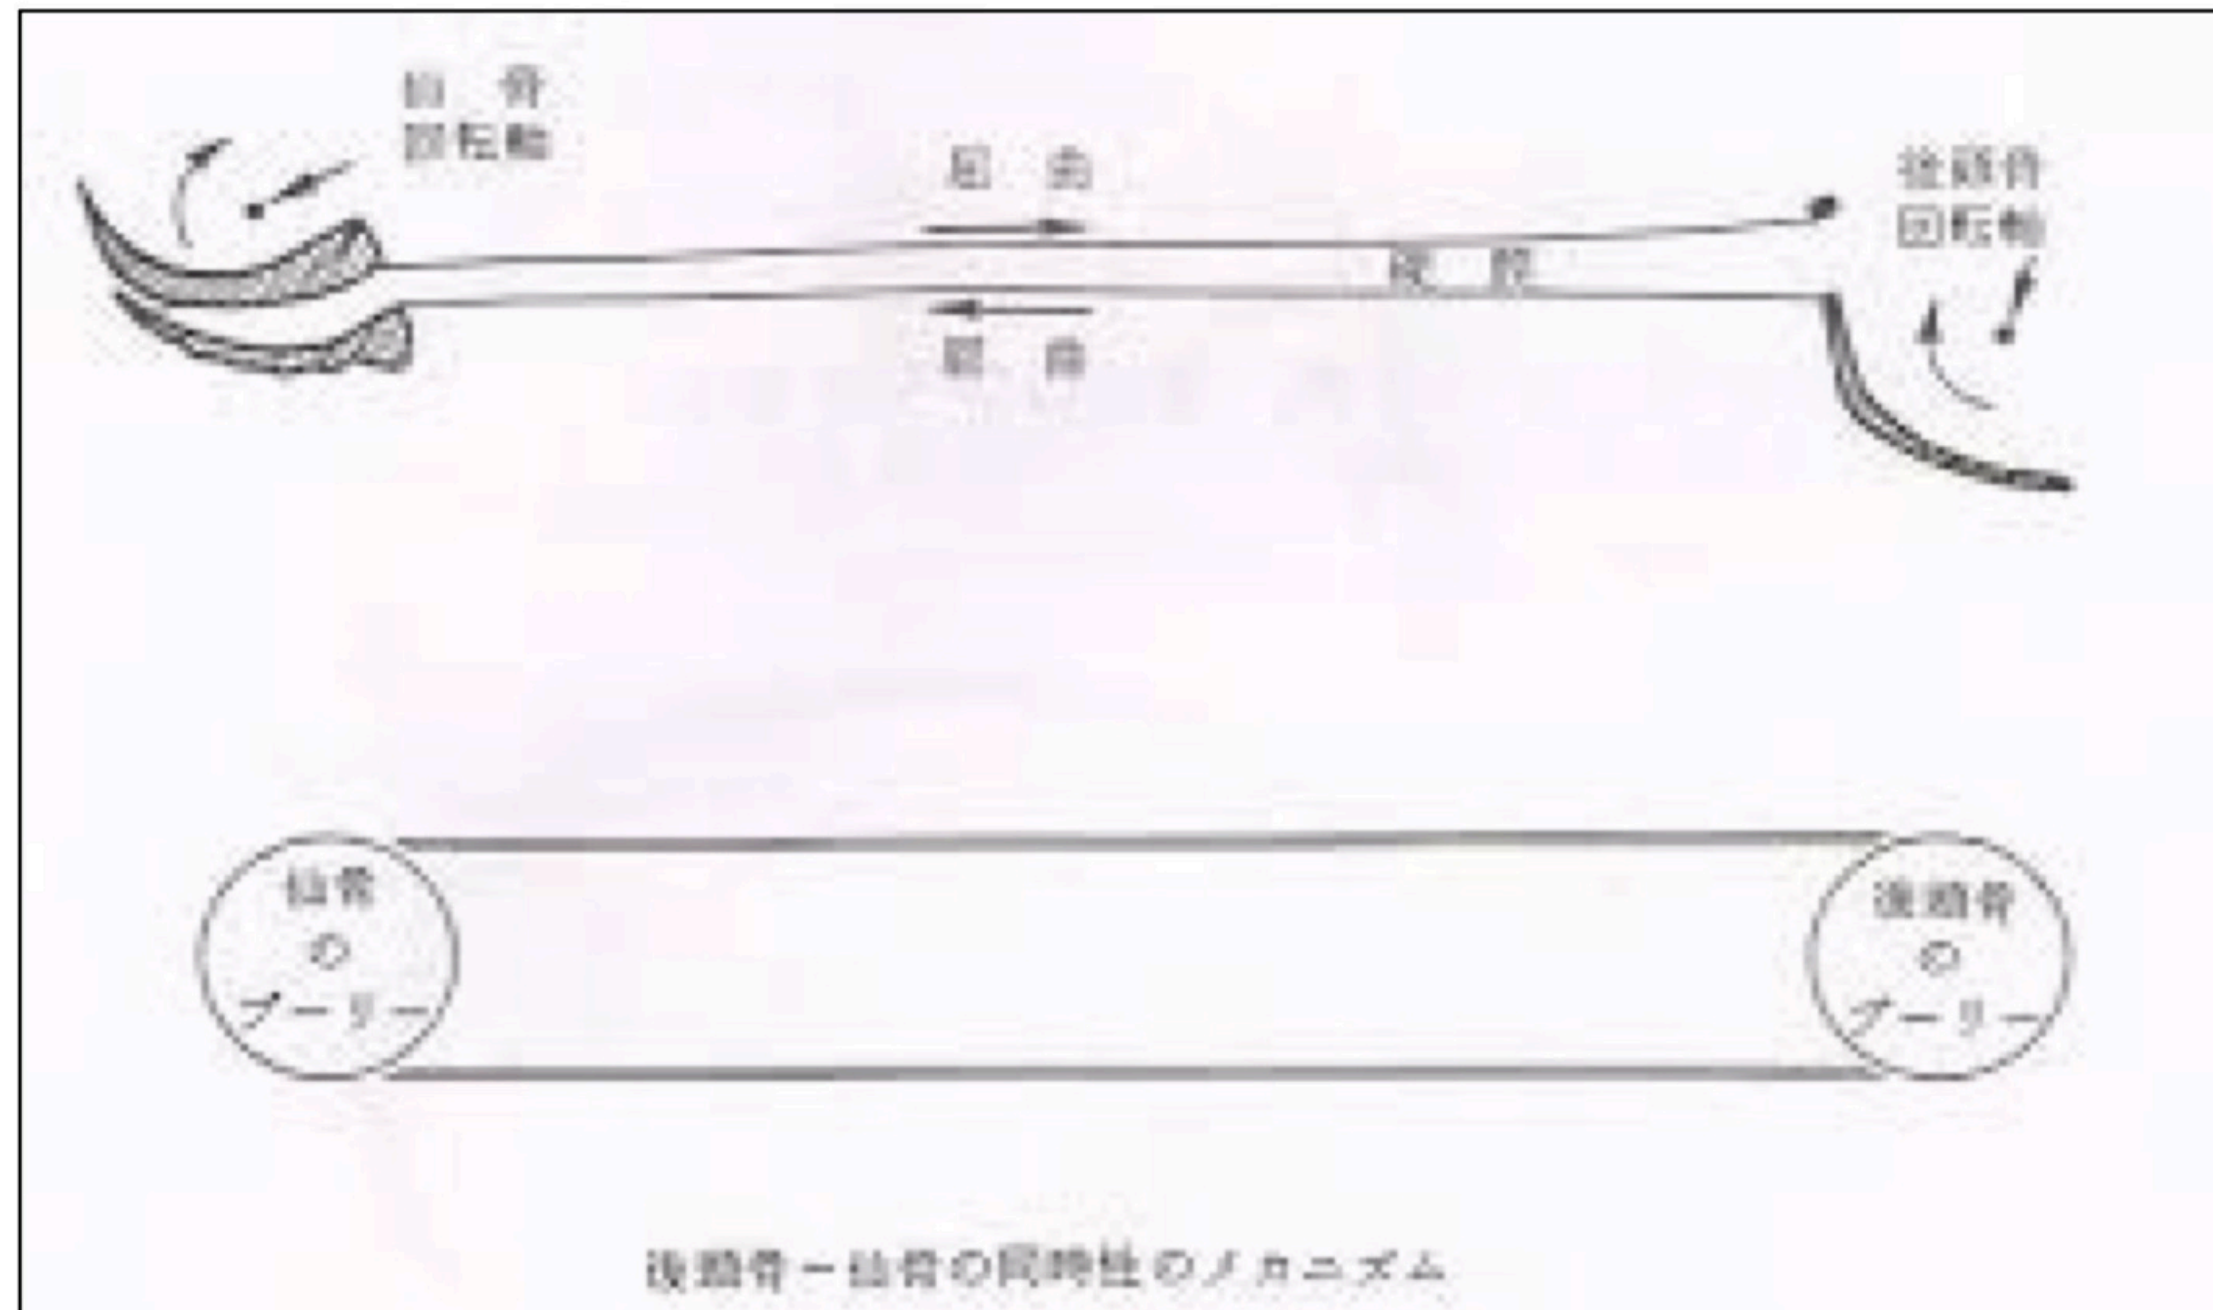 仙 骨
回転軸
後頭骨
回転軸
硬 膜
仙骨
の
プーリー
後頭骨
の
プーリー
後頭骨ー仙骨の同時性のメカニズム